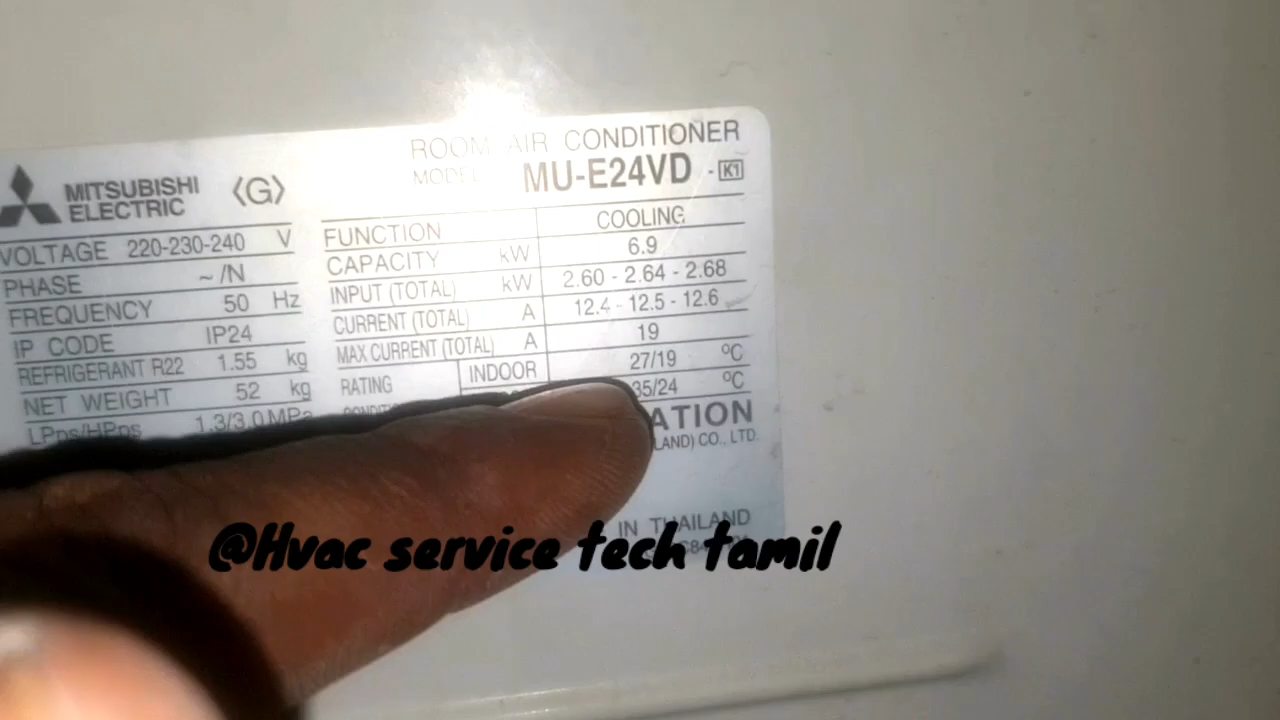 ROOM AIR CONDITIONER
MODEL MU-E24VD - K1
MITSUBISHI
ELECTRIC
〈G〉
VOLTAGE 220-230-240 V
PHASE ~/N
FREQUENCY 50 Hz
IP CODE IP24
REFRIGERANT R22 1.55 kg
NET WEIGHT 52 kg
LPps/HPps 1.3/3.0 MPa
FUNCTION COOLING
CAPACITY kW 6.9
INPUT (TOTAL) kW 2.60 - 2.64 - 2.68
CURRENT (TOTAL) A 12.4 - 12.5 - 12.6
MAX CURRENT (TOTAL) A 19
RATING INDOOR 27/19 °C
35/24 °C
ATION
LAND) CO., LTD.
IN THAILAND
@Hvac service tech tamil